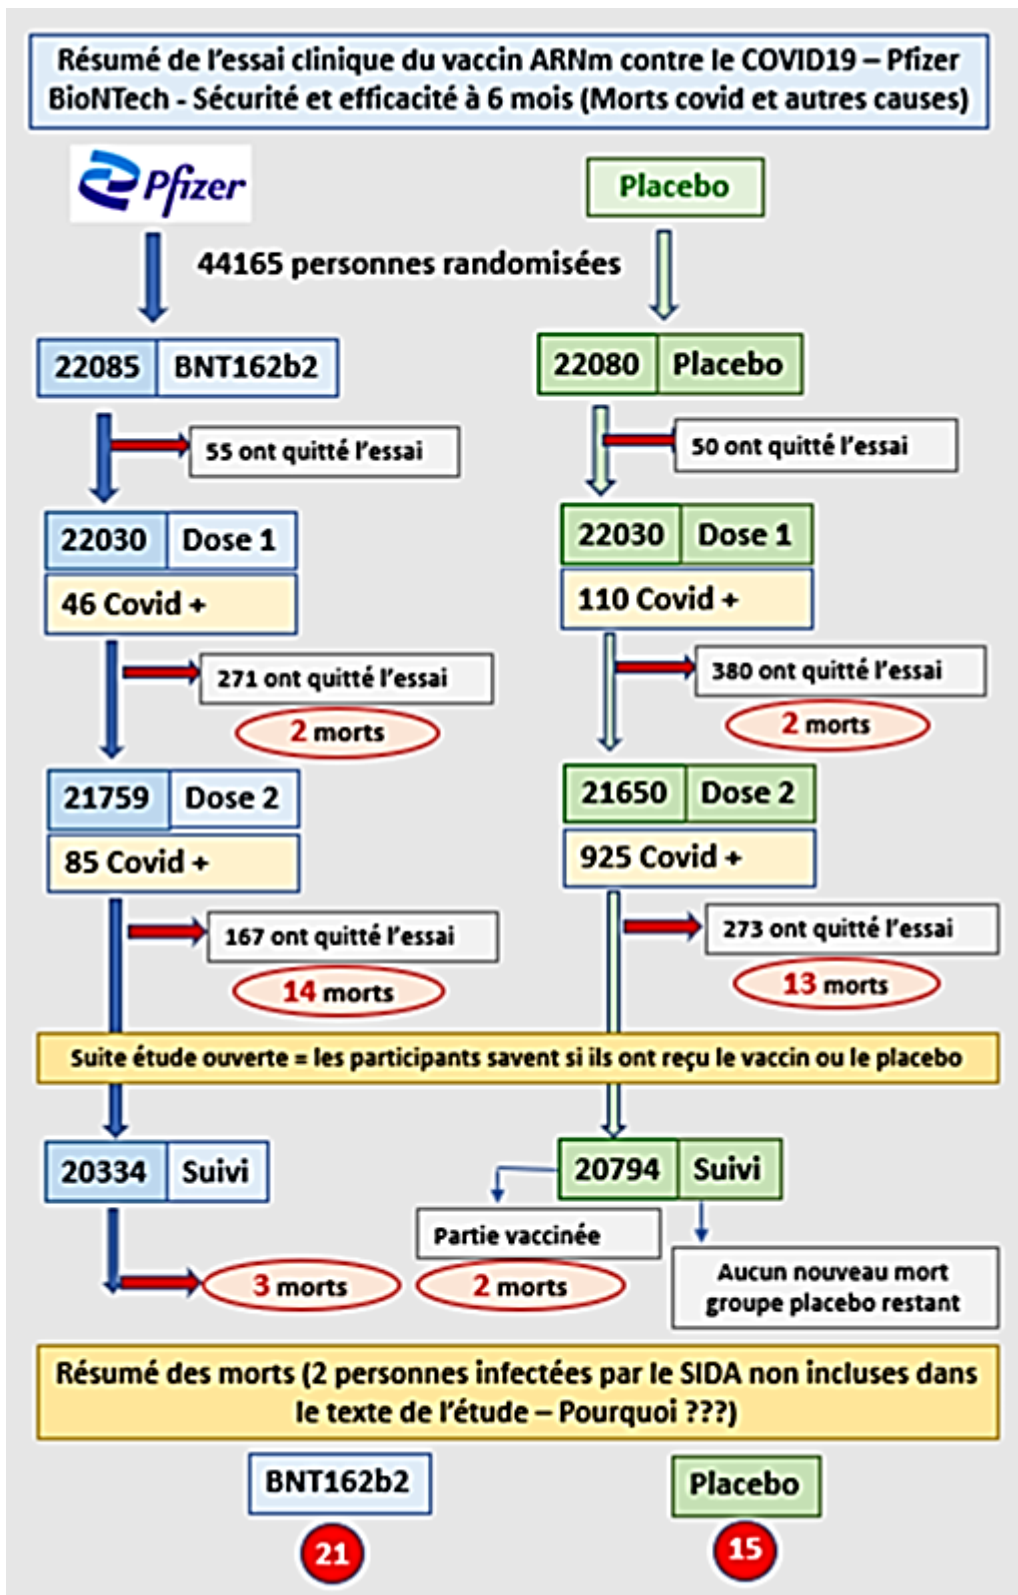 Résumé de l'essai clinique du vaccin ARNm contre le COVID19 – Pfizer
BioNTech - Sécurité et efficacité à 6 mois (Morts covid et autres causes)
Pfizer
Placebo
44165 personnes randomisées
22085 BNT162b2
22080 Placebo
55 ont quitté l'essai
50 ont quitté l'essai
22030 Dose 1
22030 Dose 1
46 Covid +
110 Covid +
271 ont quitté l'essai
380 ont quitté l'essai
2 morts
2 morts
21759 Dose 2
21650 Dose 2
85 Covid +
925 Covid +
167 ont quitté l'essai
273 ont quitté l'essai
14 morts
13 morts
Suite étude ouverte = les participants savent si ils ont reçu le vaccin ou le placebo
20334 Suivi
20794 Suivi
Partie vaccinée
3 morts
2 morts
Aucun nouveau mort
groupe placebo restant
Résumé des morts (2 personnes infectées par le SIDA non incluses dans
le texte de l'étude – Pourquoi ???)
BNT162b2
Placebo
21
15